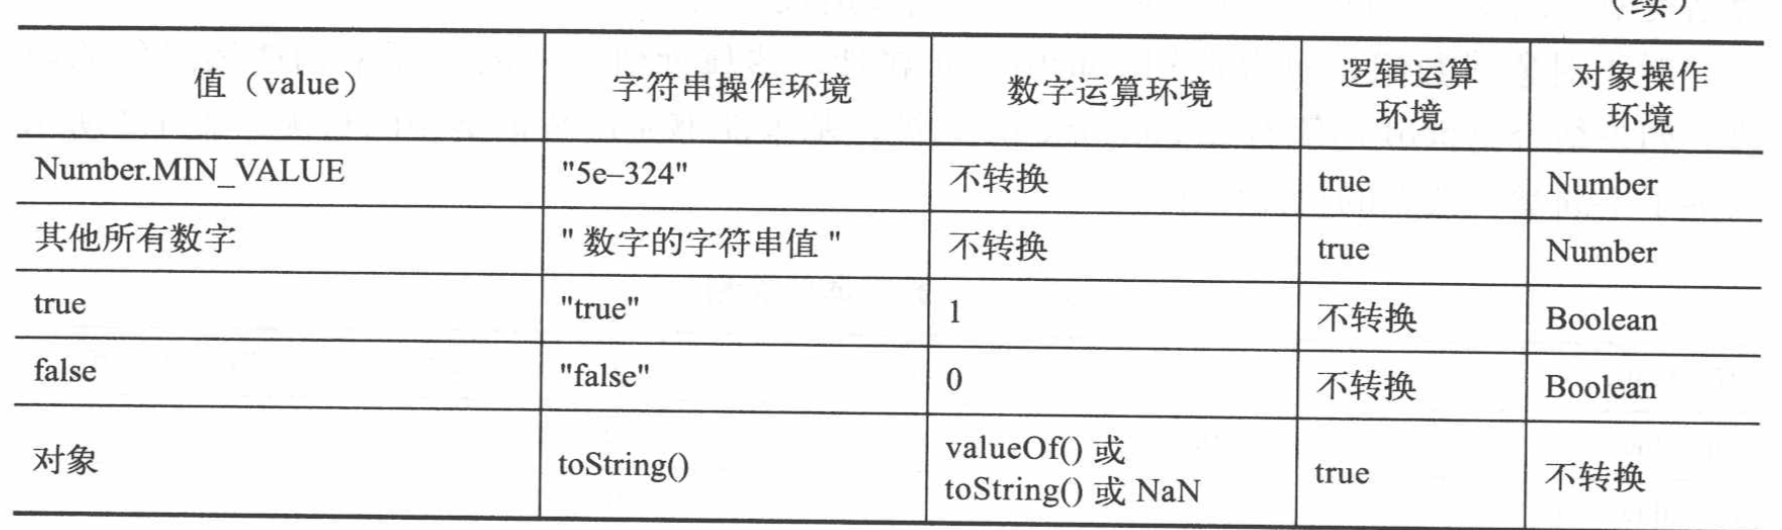 （续）
值（value） 字符串操作环境 数字运算环境 逻辑运算环境 对象操作环境
Number.MIN_VALUE "5e–324" 不转换 true Number
其他所有数字 " 数字的字符串值 " 不转换 true Number
true "true" 1 不转换 Boolean
false "false" 0 不转换 Boolean
对象 toString() valueOf() 或 toString() 或 NaN true 不转换